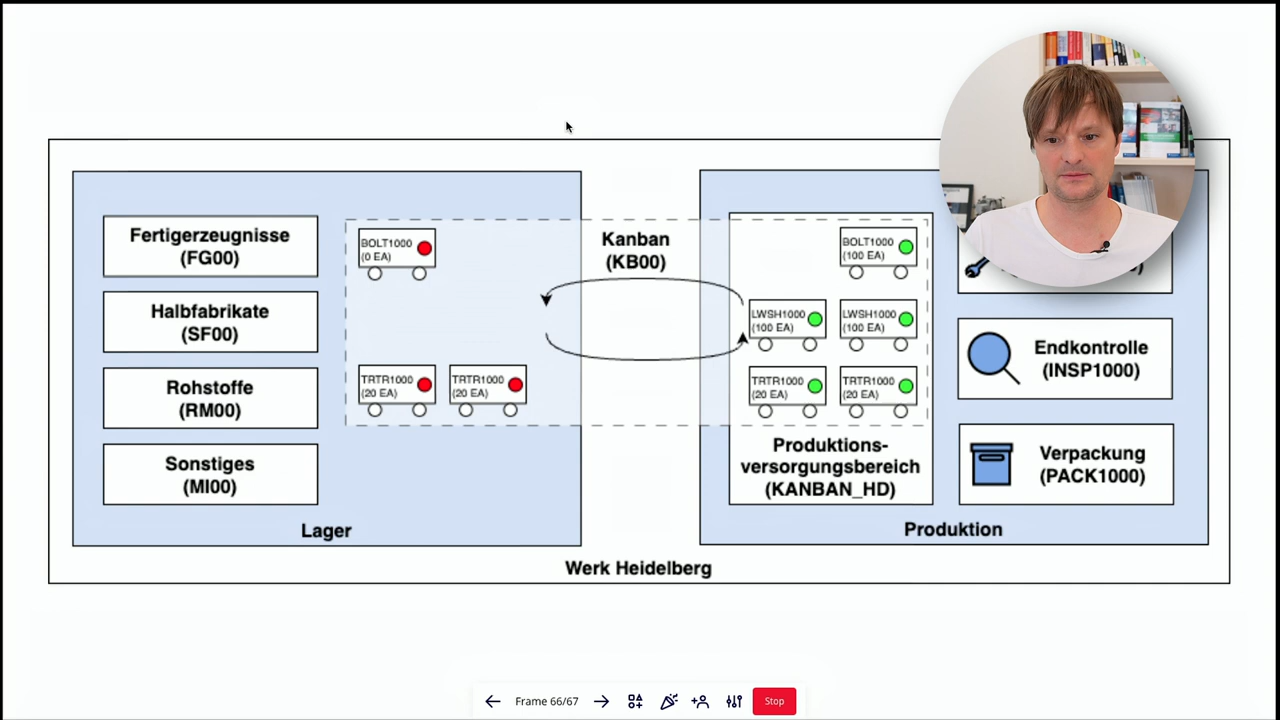 Fertigerzeugnisse
(FG00)
Halbfabrikate
(SF00)
Rohstoffe
(RM00)
Sonstiges
(MI00)
Lager
BOLT1000
(0 EA)
TRTR1000
(20 EA)
TRTR1000
(20 EA)
Kanban
(KB00)
BOLT1000
(100 EA)
LWSH1000
(100 EA)
LWSH1000
(100 EA)
TRTR1000
(20 EA)
TRTR1000
(20 EA)
Produktions-
versorgungsbereich
(KANBAN_HD)
Endkontrolle
(INSP1000)
Verpackung
(PACK1000)
Produktion
Werk Heidelberg
Frame 66/67
Stop